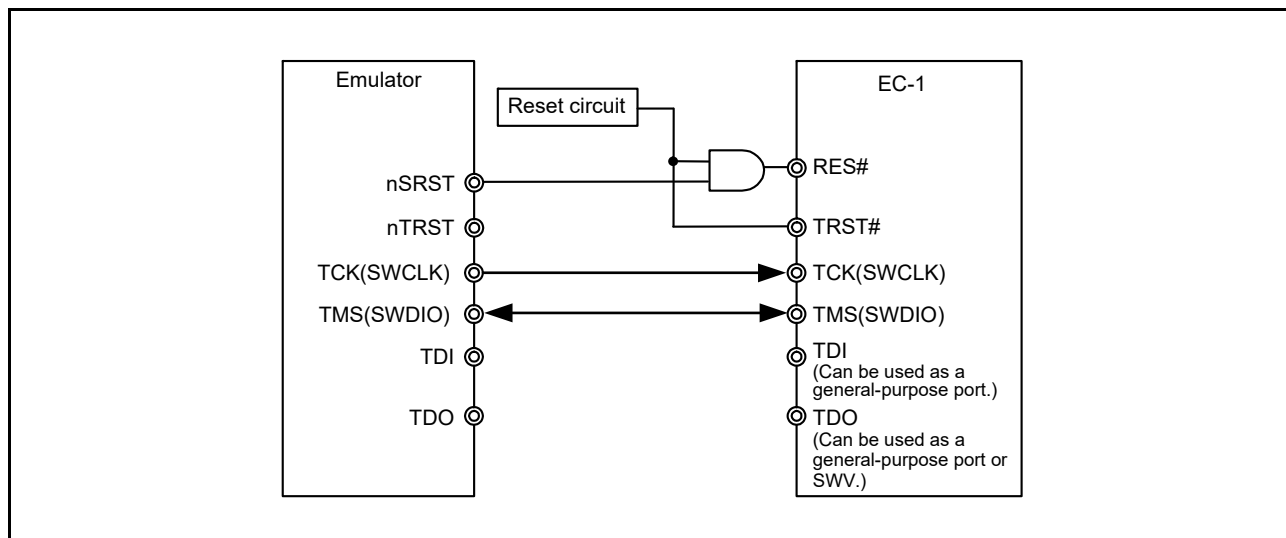 Emulator
nSRST
nTRST
TCK(SWCLK)
TMS(SWDIO)
TDI
TDO
Reset circuit
EC-1
RES#
TRST#
TCK(SWCLK)
TMS(SWDIO)
TDI
(Can be used as a
general-purpose port.)
TDO
(Can be used as a
general-purpose port or
SWV.)